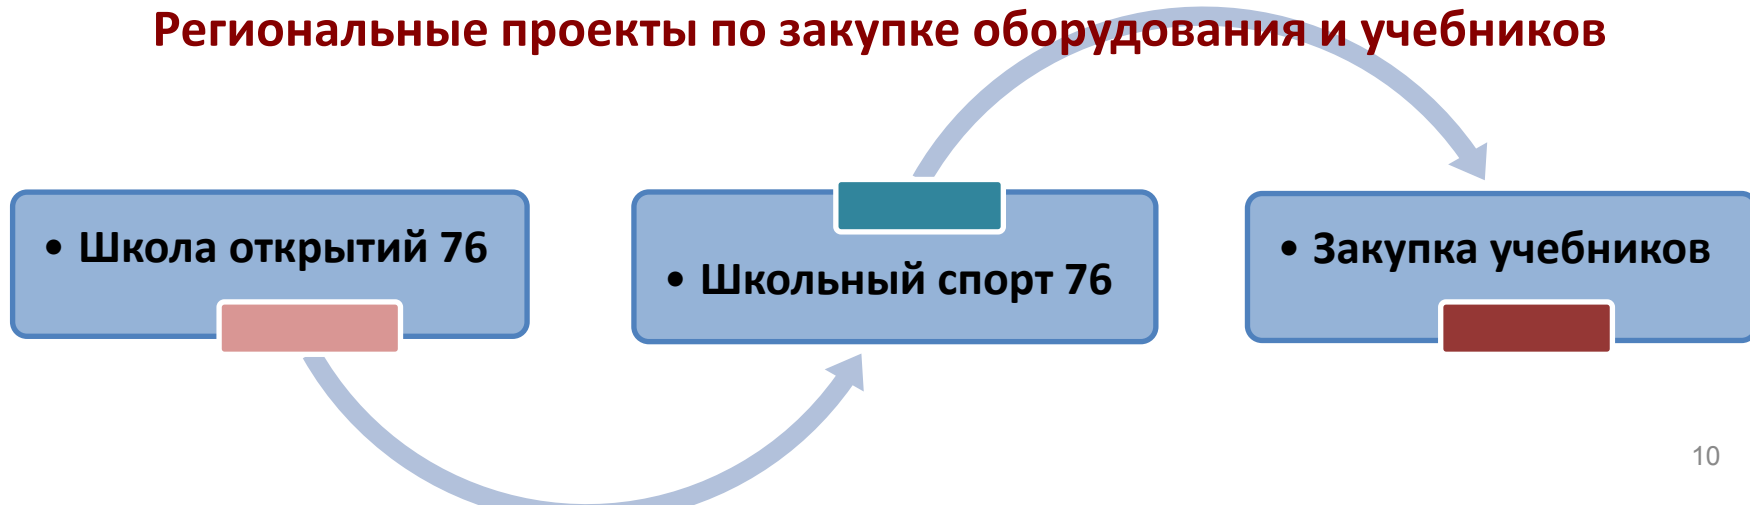 Региональные проекты по закупке оборудования и учебников
• Школа открытий 76
• Школьный спорт 76
• Закупка учебников
10